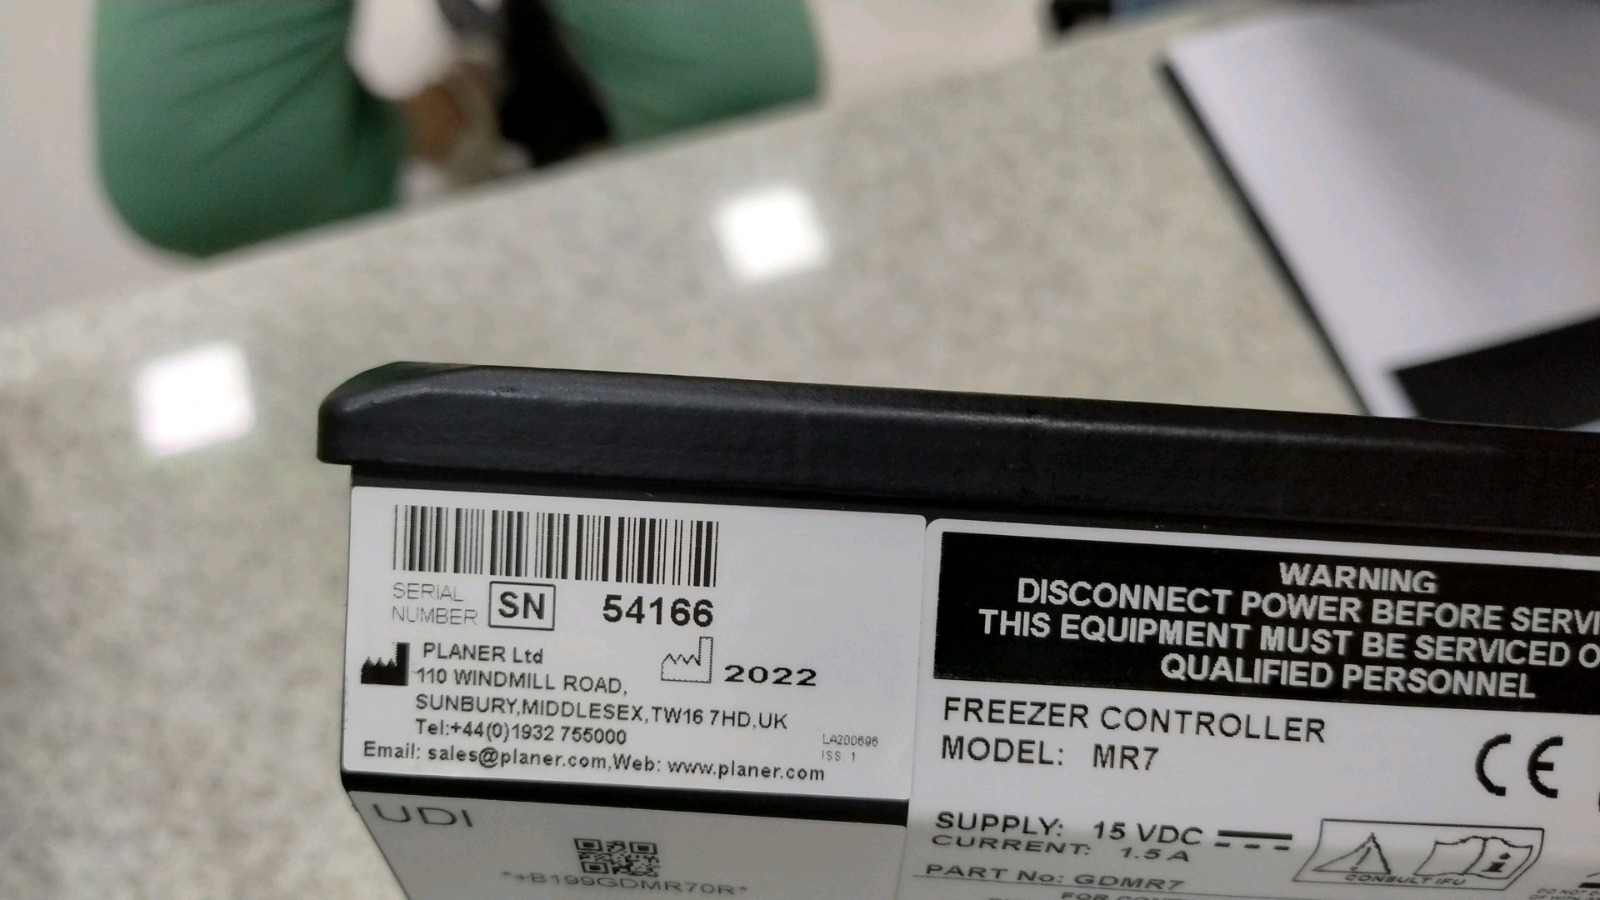 SERIAL
NUMBER SN 54166
PLANER Ltd
110 WINDMILL ROAD,
2022
SUNBURY,MIDDLESEX,TW16 7HD,UK
Tel:+44(0)1932 755000
Email: sales@planer.com,Web: www.planer.com
LA200696
ISS 1
UDI
*+B199GDMR70R*
WARNING
DISCONNECT POWER BEFORE SERVI
THIS EQUIPMENT MUST BE SERVICED O
QUALIFIED PERSONNEL
FREEZER CONTROLLER
MODEL: MR7
CE
SUPPLY: 15 VDC
CURRENT: 1.5 A
CONSULT IFU
PART No: GDMR7